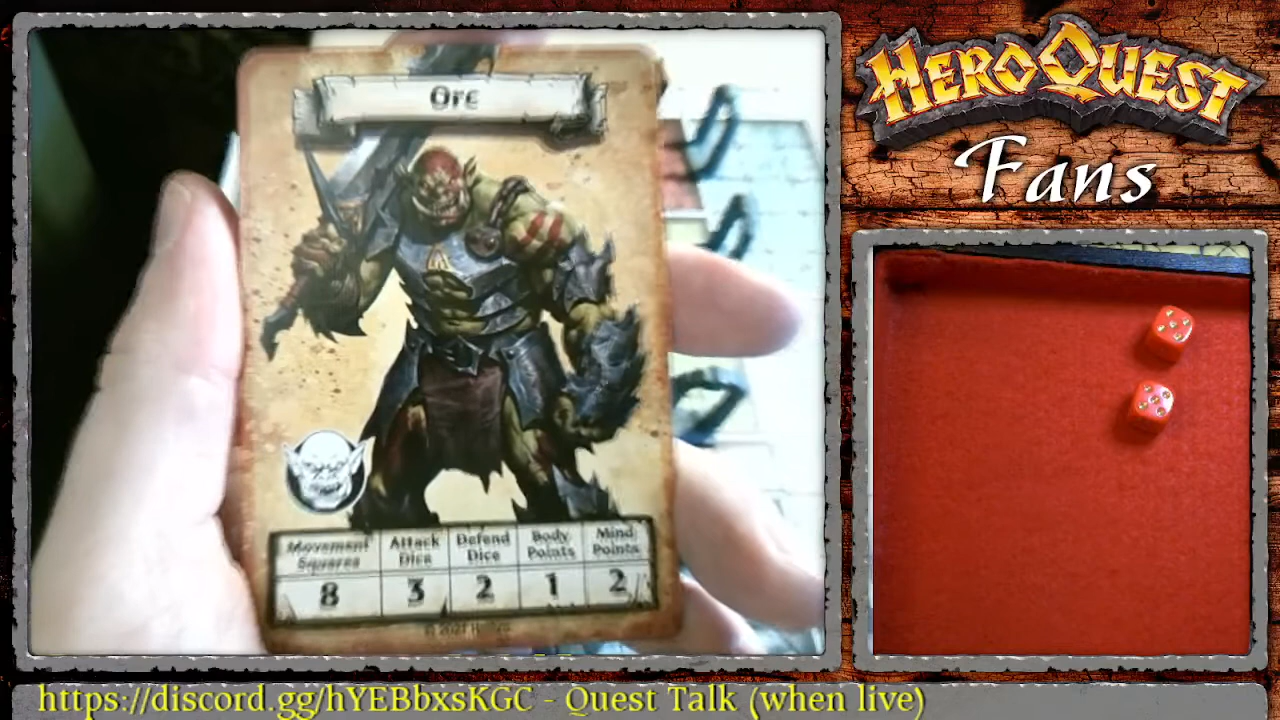 Orc
Movement Squares
Attack Dice
Defend Dice
Body Points
Mind Points
8 3 2 1 2
HeroQuest
Fans
https://discord.gg/hYEBbxsKGC - Quest Talk (when live)